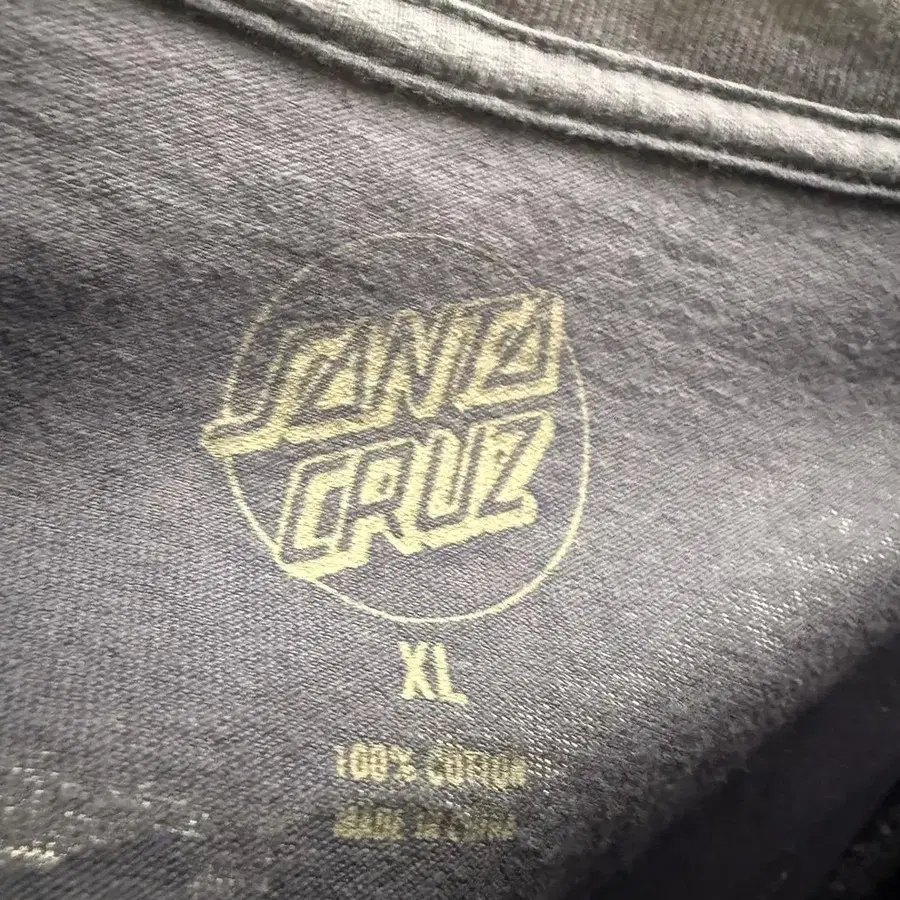 SANTA
CRUZ
XL
100% COTTON
MADE IN CHINA